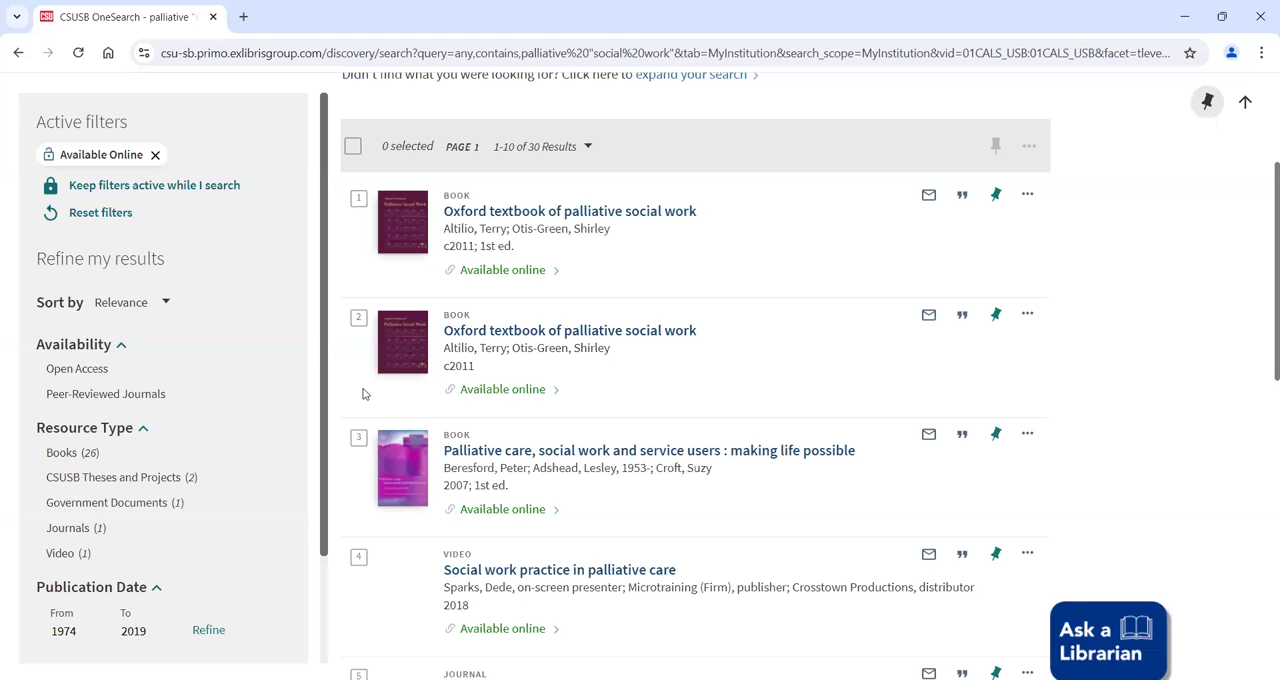 CSUSB OneSearch - palliative "s
csu-sb.primo.exlibrisgroup.com/discovery/search?query=any,contains,palliative%20"social%20work"&tab=MyInstitution&search_scope=MyInstitution&vid=01CALS_USB:01CALS_USB&facet=tleve...
Didn't find what you were looking for? Click here to expand your search
Active filters
Available Online
Keep filters active while I search
Reset filters
Refine my results
Sort by Relevance
Availability
Open Access
Peer-Reviewed Journals
Resource Type
Books (26)
CSUSB Theses and Projects (2)
Government Documents (1)
Journals (1)
Video (1)
Publication Date
From To
1974 2019 Refine
0 selected PAGE 1 1-10 of 30 Results
1
BOOK
Oxford textbook of palliative social work
Altilio, Terry; Otis-Green, Shirley
c2011; 1st ed.
Available online
2
BOOK
Oxford textbook of palliative social work
Altilio, Terry; Otis-Green, Shirley
c2011
Available online
3
BOOK
Palliative care, social work and service users : making life possible
Beresford, Peter; Adshead, Lesley, 1953-; Croft, Suzy
2007; 1st ed.
Available online
4
VIDEO
Social work practice in palliative care
Sparks, Dede, on-screen presenter; Microtraining (Firm), publisher; Crosstown Productions, distributor
2018
Available online
5
JOURNAL
Ask a
Librarian